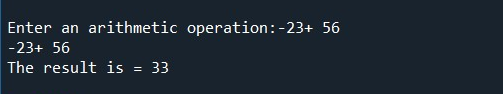 Enter an arithmetic operation:-23+ 56
-23+ 56
The result is = 33